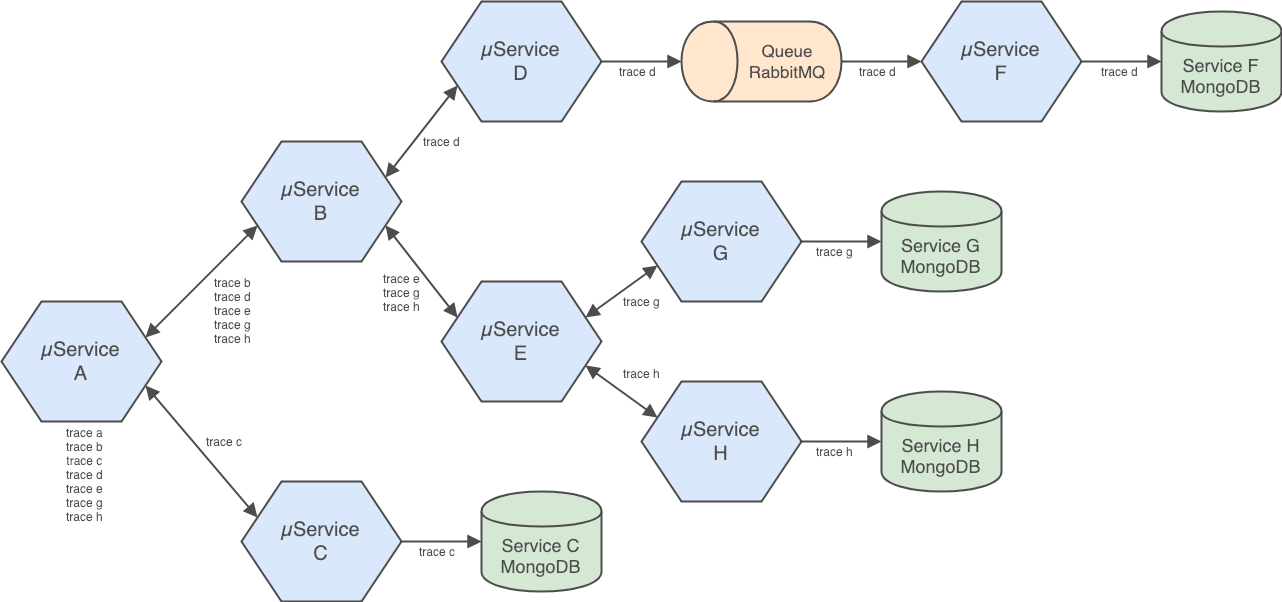 µService
D
trace d
Queue
RabbitMQ
trace d
µService
F
trace d
Service F
MongoDB
trace d
µService
B
trace b
trace d
trace e
trace g
trace h
trace e
trace g
trace h
µService
G
trace g
Service G
MongoDB
trace g
µService
E
trace h
µService
A
trace a
trace b
trace c
trace d
trace e
trace g
trace h
trace c
µService
H
trace h
Service H
MongoDB
µService
C
trace c
Service C
MongoDB